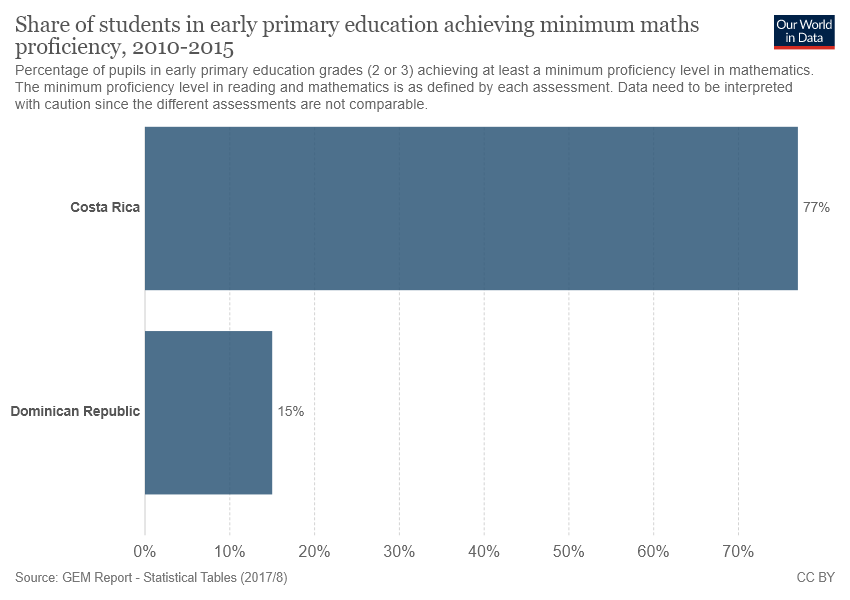 Share of students in early primary education achieving minimum maths
proficiency, 2010-2015
Our World
in Data
Percentage of pupils in early primary education grades (2 or 3) achieving at least a minimum proficiency level in mathematics.
The minimum proficiency level in reading and mathematics is as defined by each assessment. Data need to be interpreted
with caution since the different assessments are not comparable.
Costa Rica
77%
Dominican Republic
15%
0% 10% 20% 30% 40% 50% 60% 70%
Source: GEM Report - Statistical Tables (2017/8)
CC BY